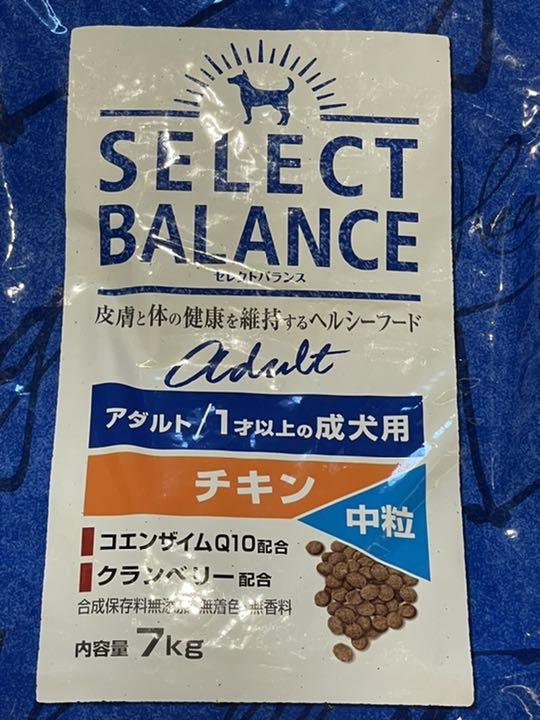 SELECT
BALANCE
セレクトバランス
皮膚と体の健康を維持するヘルシーフード
adult
アダルト/1才以上の成犬用
チキン
中粒
コエンザイムQ10配合
クランベリー配合
合成保存料無添加 無着色 無香料
内容量 7kg